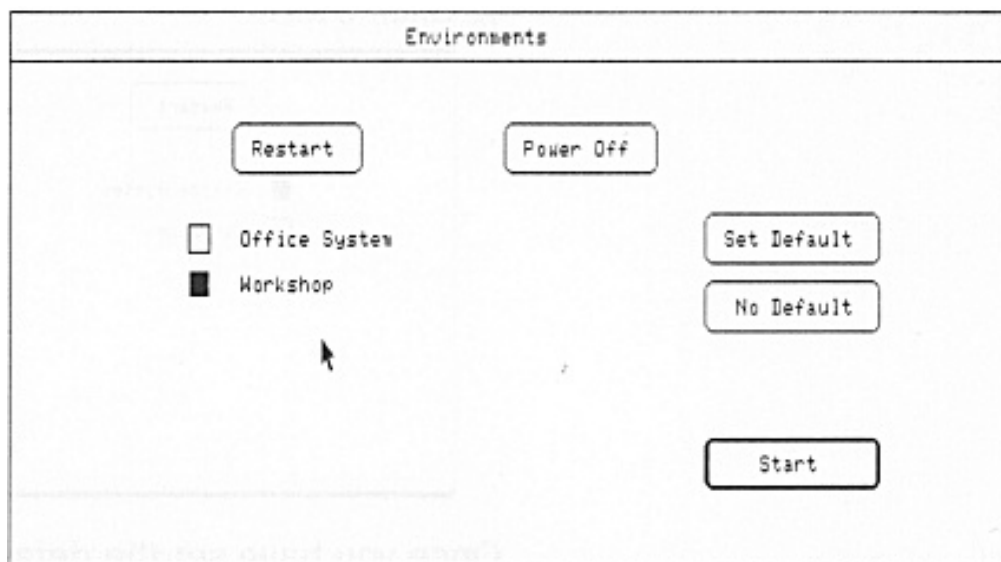 Environments
Restart
Power Off
Office System
Set Default
Workshop
No Default
Start